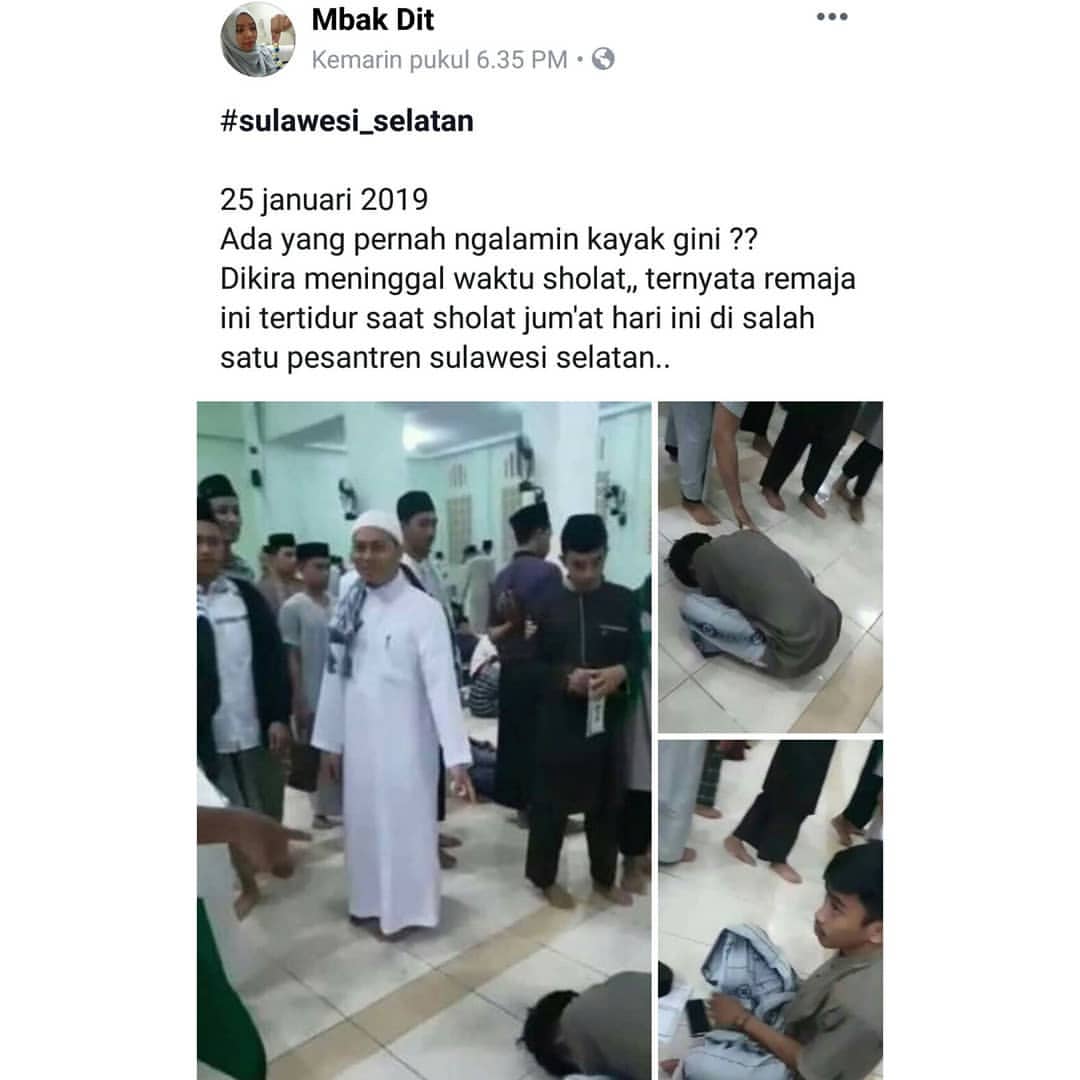 Mbak Dit
Kemarin pukul 6.35 PM •
#sulawesi_selatan
25 januari 2019
Ada yang pernah ngalamin kayak gini ??
Dikira meninggal waktu sholat,, ternyata remaja
ini tertidur saat sholat jum'at hari ini di salah
satu pesantren sulawesi selatan..